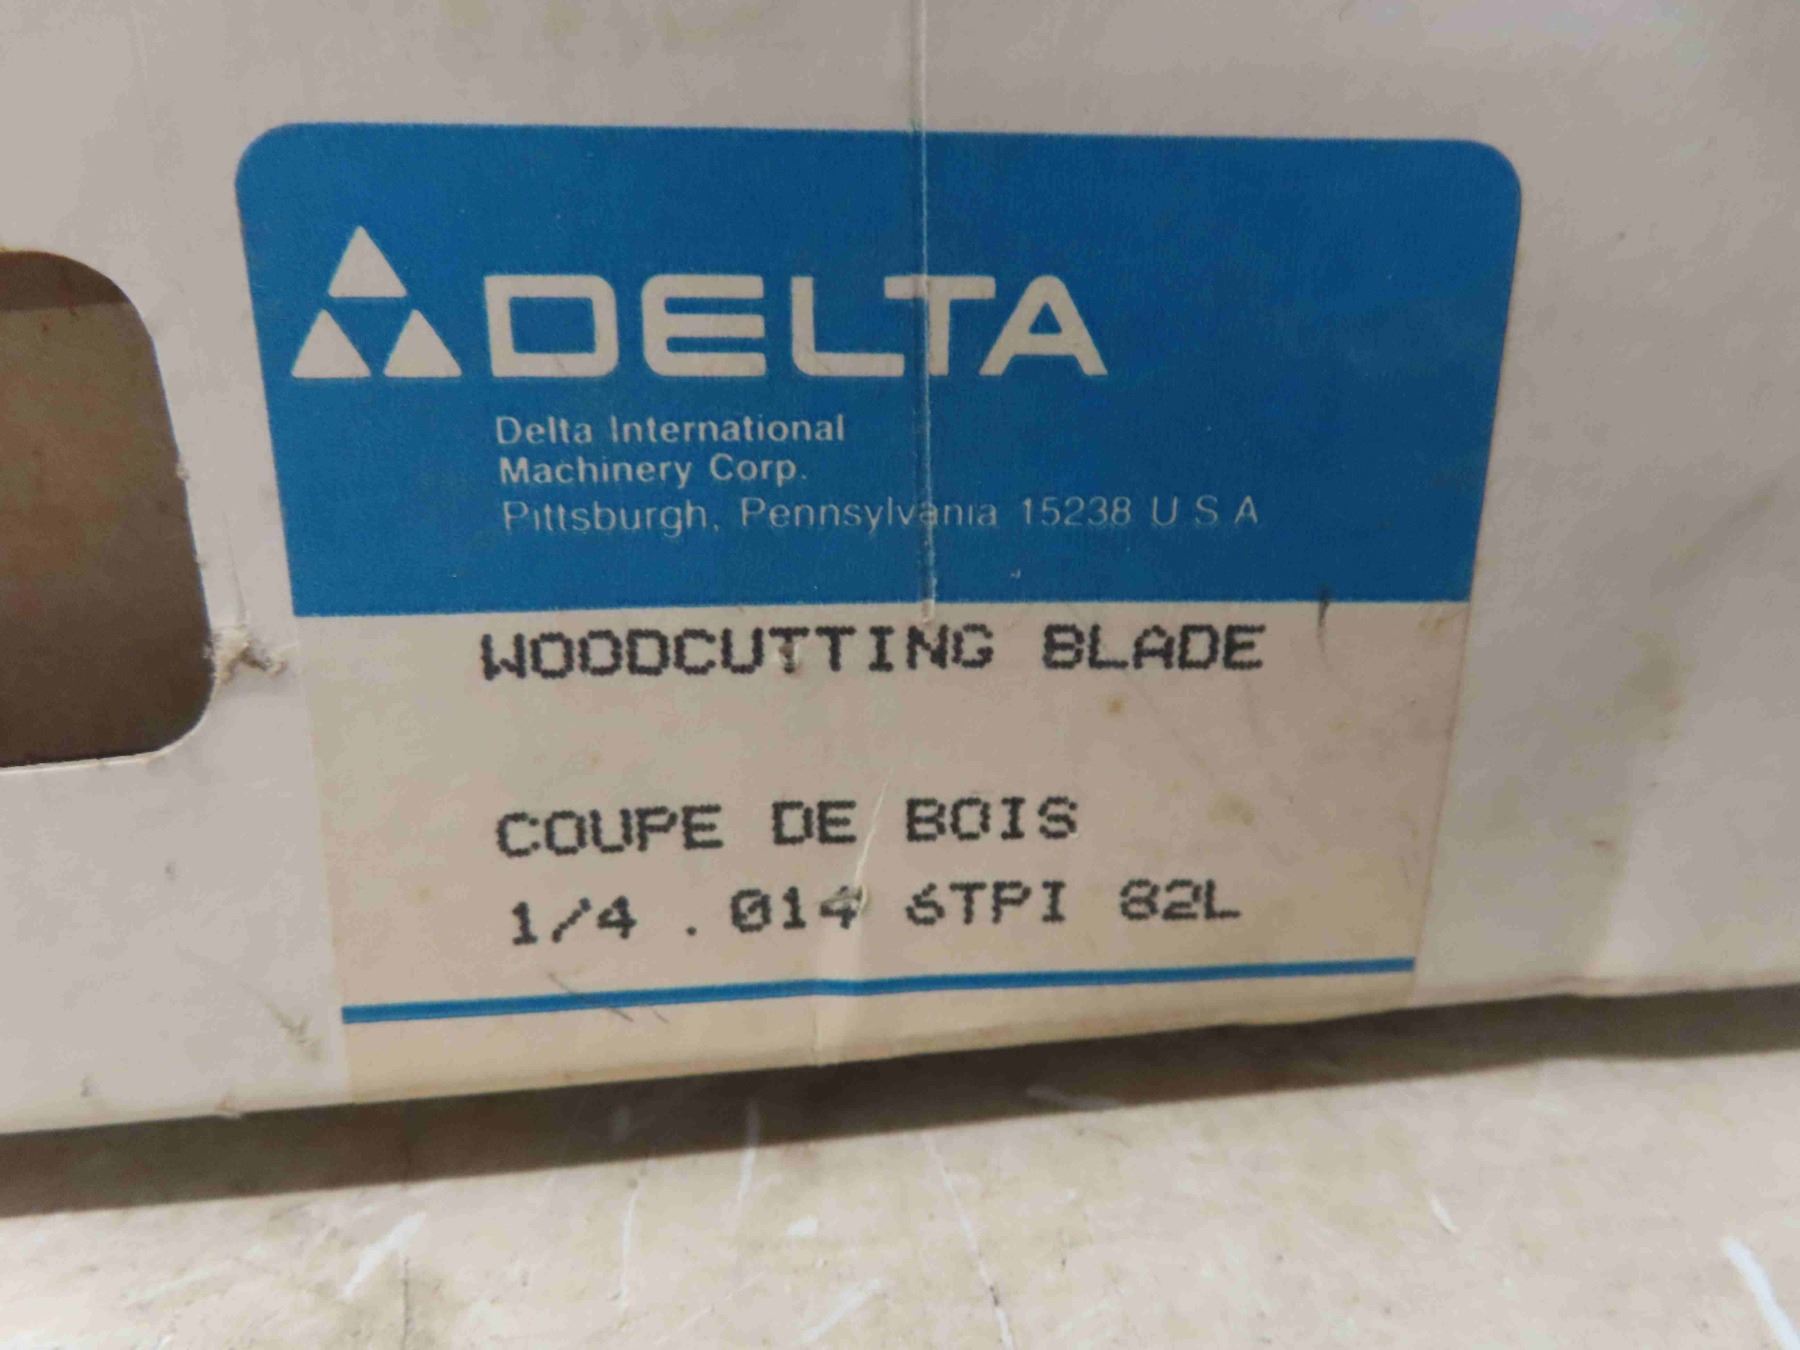 DELTA
Delta International
Machinery Corp.
Pittsburgh, Pennsylvania 15238 U S A
WOODCUTTING BLADE
COUPE DE BOIS
1/4 .014 6TPI 82L